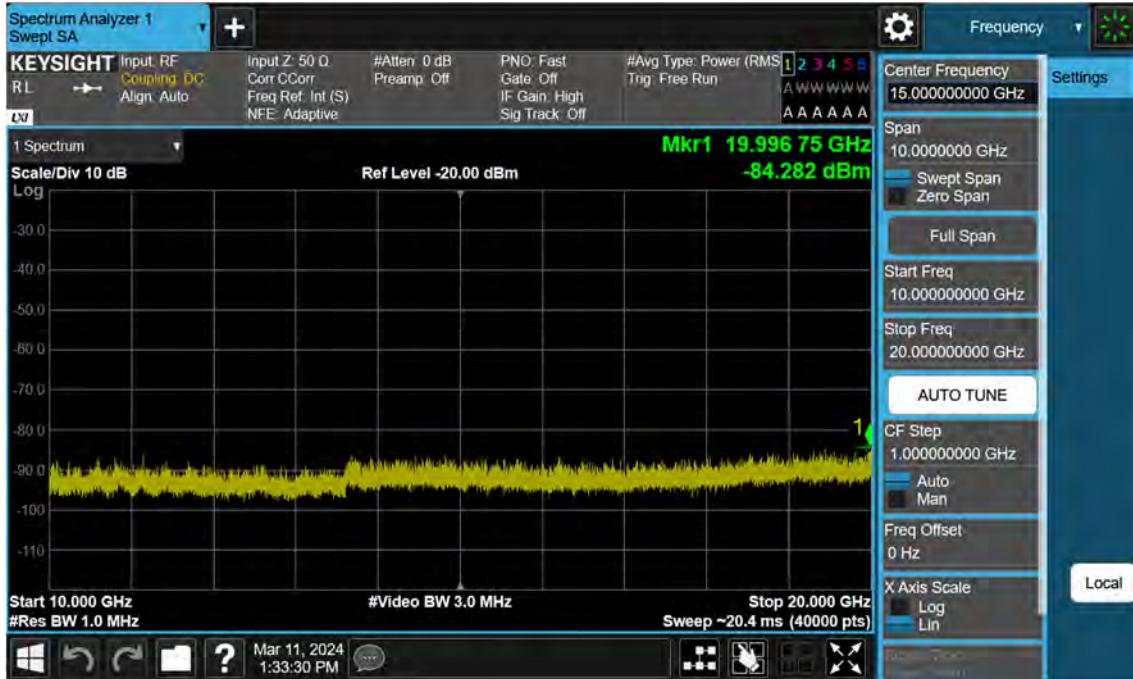 Spectrum Analyzer 1
Swept SA
+
Frequency
KEYSIGHT
RL
LXI
Input: RF
Coupling: DC
Align: Auto
Input Z: 50 Ω
Corr CCorr
Freq Ref: Int (S)
NFE: Adaptive
#Atten: 0 dB
Preamp: Off
PNO: Fast
Gate: Off
IF Gain: High
Sig Track: Off
#Avg Type: Power (RMS
Trig: Free Run
1 2 3 4 5 6
A W W W W W
A A A A A A
1 Spectrum
Scale/Div 10 dB
Log
Ref Level -20.00 dBm
Mkr1 19.996 75 GHz
-84.282 dBm
-30.0
-40.0
-50.0
-60.0
-70.0
-80.0
-90.0
-100
-110
1
Start 10.000 GHz
#Res BW 1.0 MHz
#Video BW 3.0 MHz
Stop 20.000 GHz
Sweep ~20.4 ms (40000 pts)
?
Mar 11, 2024
1:33:30 PM
Center Frequency
15.000000000 GHz
Span
10.0000000 GHz
Swept Span
Zero Span
Full Span
Start Freq
10.000000000 GHz
Stop Freq
20.000000000 GHz
AUTO TUNE
CF Step
1.000000000 GHz
Auto
Man
Freq Offset
0 Hz
X Axis Scale
Log
Lin
Settings
Local